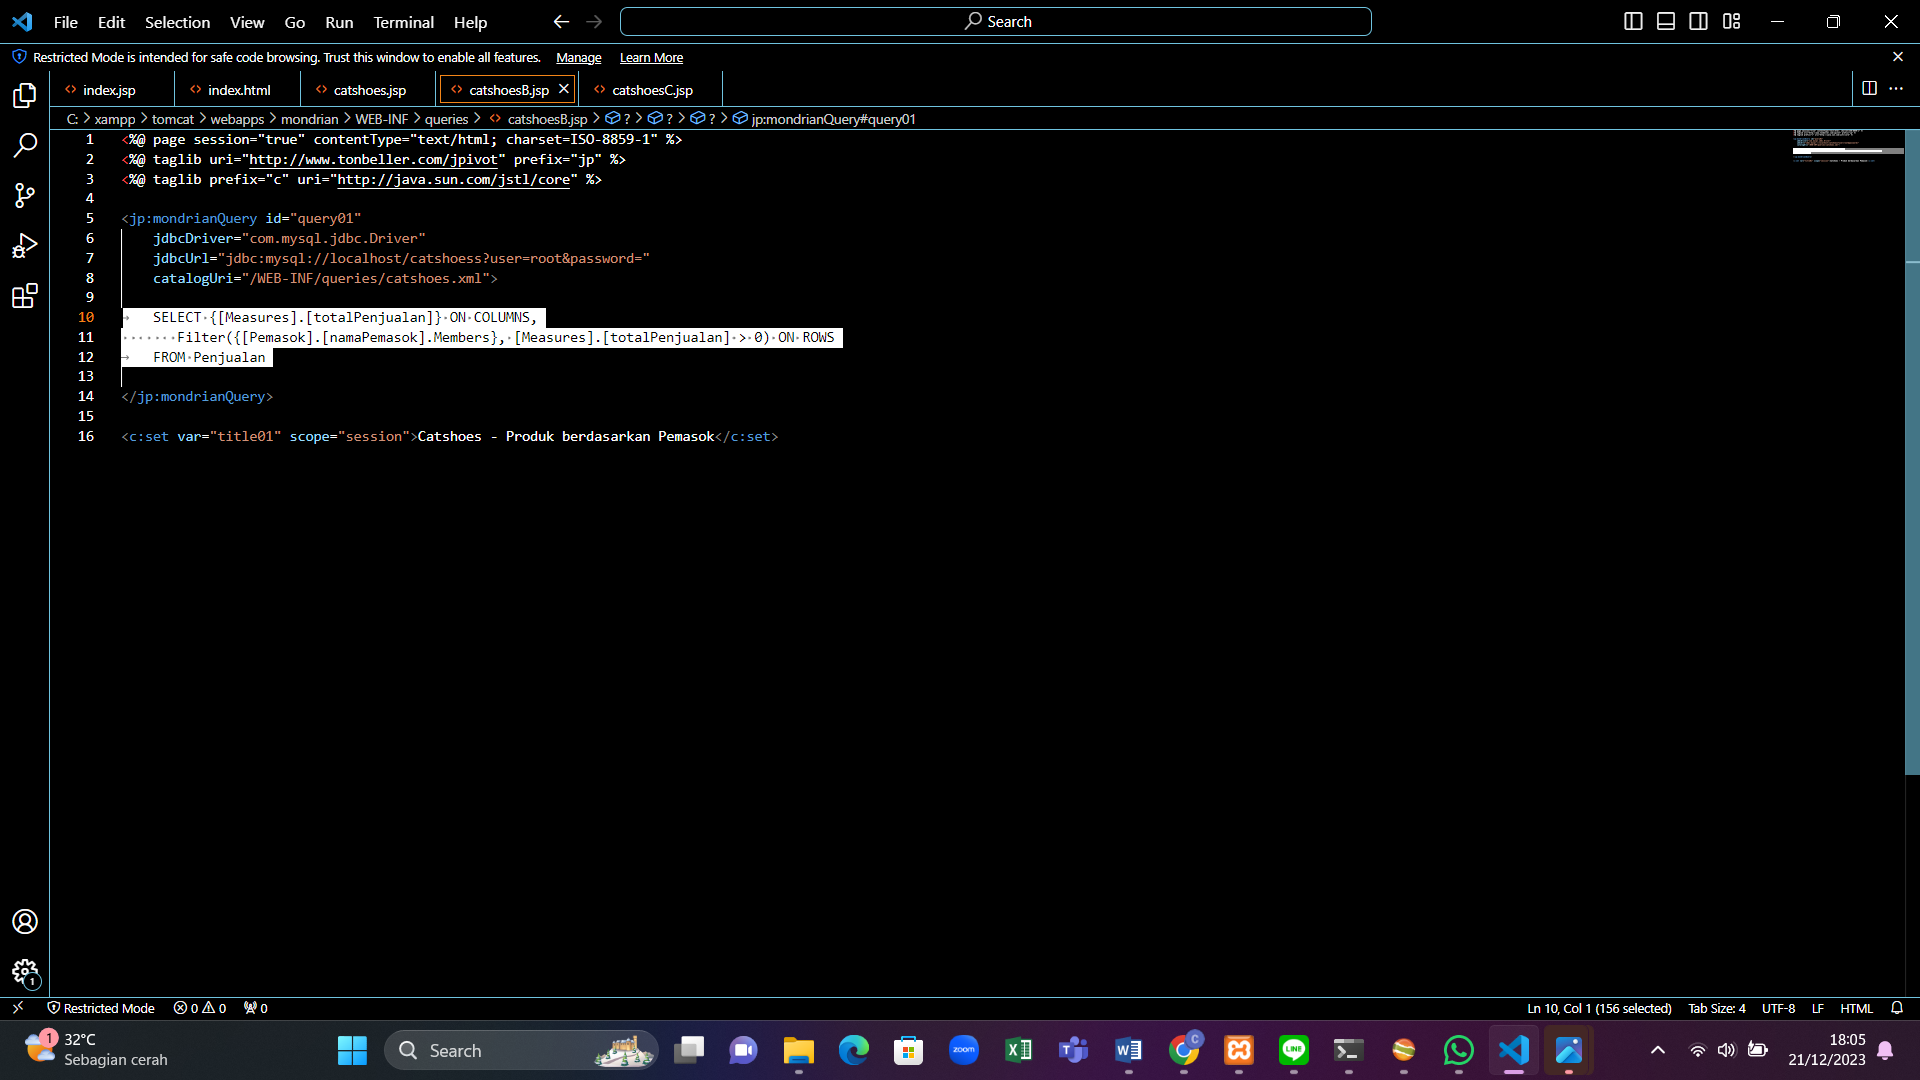 File Edit Selection View Go Run Terminal Help Search
Restricted Mode is intended for safe code browsing. Trust this window to enable all features. Manage Learn More
index.jsp index.html catshoes.jsp catshoesB.jsp catshoesC.jsp
C: > xampp > tomcat > webapps > mondrian > WEB-INF > queries > catshoesB.jsp > ? > ? > ? > jp:mondrianQuery#query01
1 <%@ page session="true" contentType="text/html; charset=ISO-8859-1" %>
2 <%@ taglib uri="http://www.tonbeller.com/jpivot" prefix="jp" %>
3 <%@ taglib prefix="c" uri="http://java.sun.com/jstl/core" %>
4
5 <jp:mondrianQuery id="query01"
6 jdbcDriver="com.mysql.jdbc.Driver"
7 jdbcUrl="jdbc:mysql://localhost/catshoess?user=root&password="
8 catalogUri="/WEB-INF/queries/catshoes.xml">
9
10 SELECT {[Measures].[totalPenjualan]} ON COLUMNS,
11 Filter({[Pemasok].[namaPemasok].Members}, [Measures].[totalPenjualan] > 0) ON ROWS
12 FROM Penjualan
13
14 </jp:mondrianQuery>
15
16 <c:set var="title01" scope="session">Catshoes - Produk berdasarkan Pemasok</c:set>
1
Restricted Mode 0 0 0 Ln 10, Col 1 (156 selected) Tab Size: 4 UTF-8 LF HTML
1 32°C
Sebagian cerah
Search
zoom
C
LINE
18:05
21/12/2023